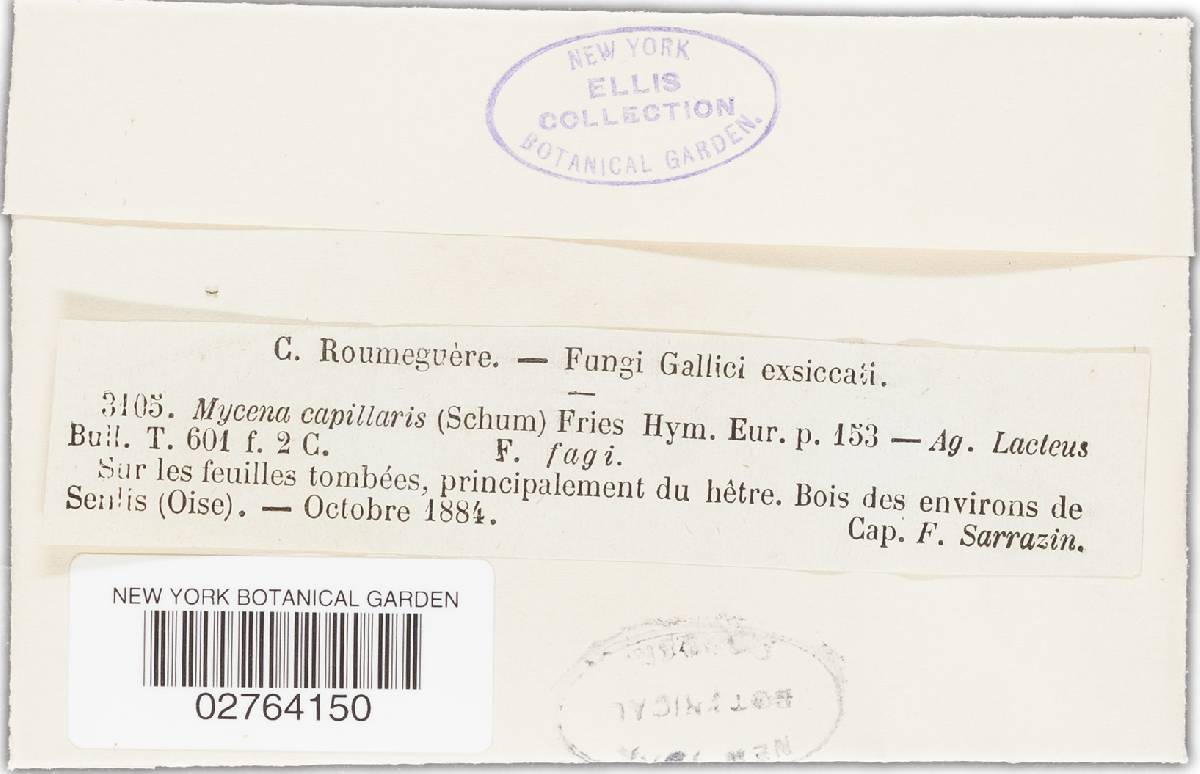 NEW YORK
ELLIS
COLLECTION
BOTANICAL GARDEN.
C. Roumeguère. — Fungi Gallici exsiccati.
3105. Mycena capillaris (Schum) Fries Hym. Eur. p. 153 — Ag. Lacteus
Bull. T. 601 f. 2 C. F. fagi.
Sur les feuilles tombées, principalement du hêtre. Bois des environs de
Senlis (Oise). — Octobre 1884.
Cap. F. Sarrazin.
NEW YORK BOTANICAL GARDEN
02764150
BOTANICAL
NEW